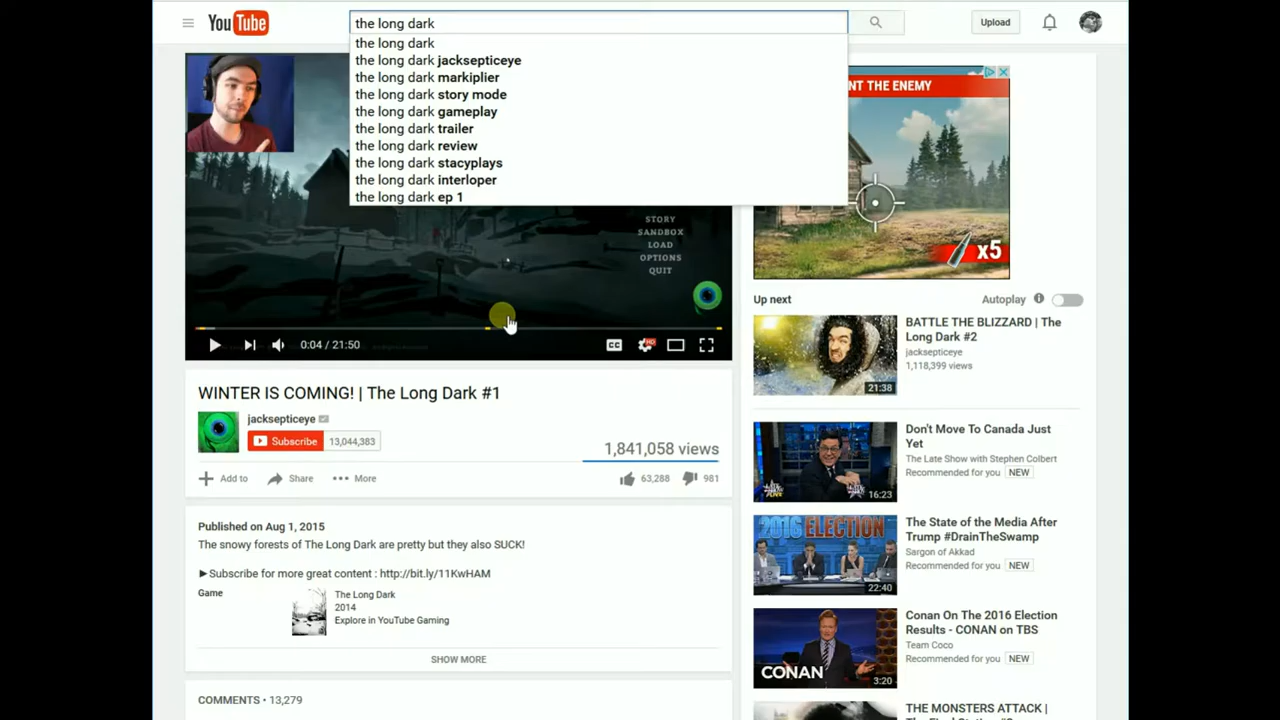 YouTube
the long dark
Upload
the long dark
the long dark jacksepticeye
the long dark markiplier
the long dark story mode
the long dark gameplay
the long dark trailer
the long dark review
the long dark stacyplays
the long dark interloper
the long dark ep 1
NT THE ENEMY
x5
STORY
SANDBOX
LOAD
OPTIONS
QUIT
0:04 / 21:50
CC
HD
WINTER IS COMING! | The Long Dark #1
jacksepticeye
Subscribe
13,044,383
1,841,058 views
Add to
Share
More
63,288
981
Published on Aug 1, 2015
The snowy forests of The Long Dark are pretty but they also SUCK!
►Subscribe for more great content : http://bit.ly/11KwHAM
Game
The Long Dark
2014
Explore in YouTube Gaming
SHOW MORE
COMMENTS • 13,279
Up next
Autoplay
BATTLE THE BLIZZARD | The
Long Dark #2
jacksepticeye
1,118,399 views
21:38
Don't Move To Canada Just
Yet
The Late Show with Stephen Colbert
Recommended for you NEW
16:23
The State of the Media After
Trump #DrainTheSwamp
Sargon of Akkad
Recommended for you NEW
2016 ELECTION
22:40
Conan On The 2016 Election
Results - CONAN on TBS
Team Coco
Recommended for you NEW
CONAN
3:20
THE MONSTERS ATTACK |